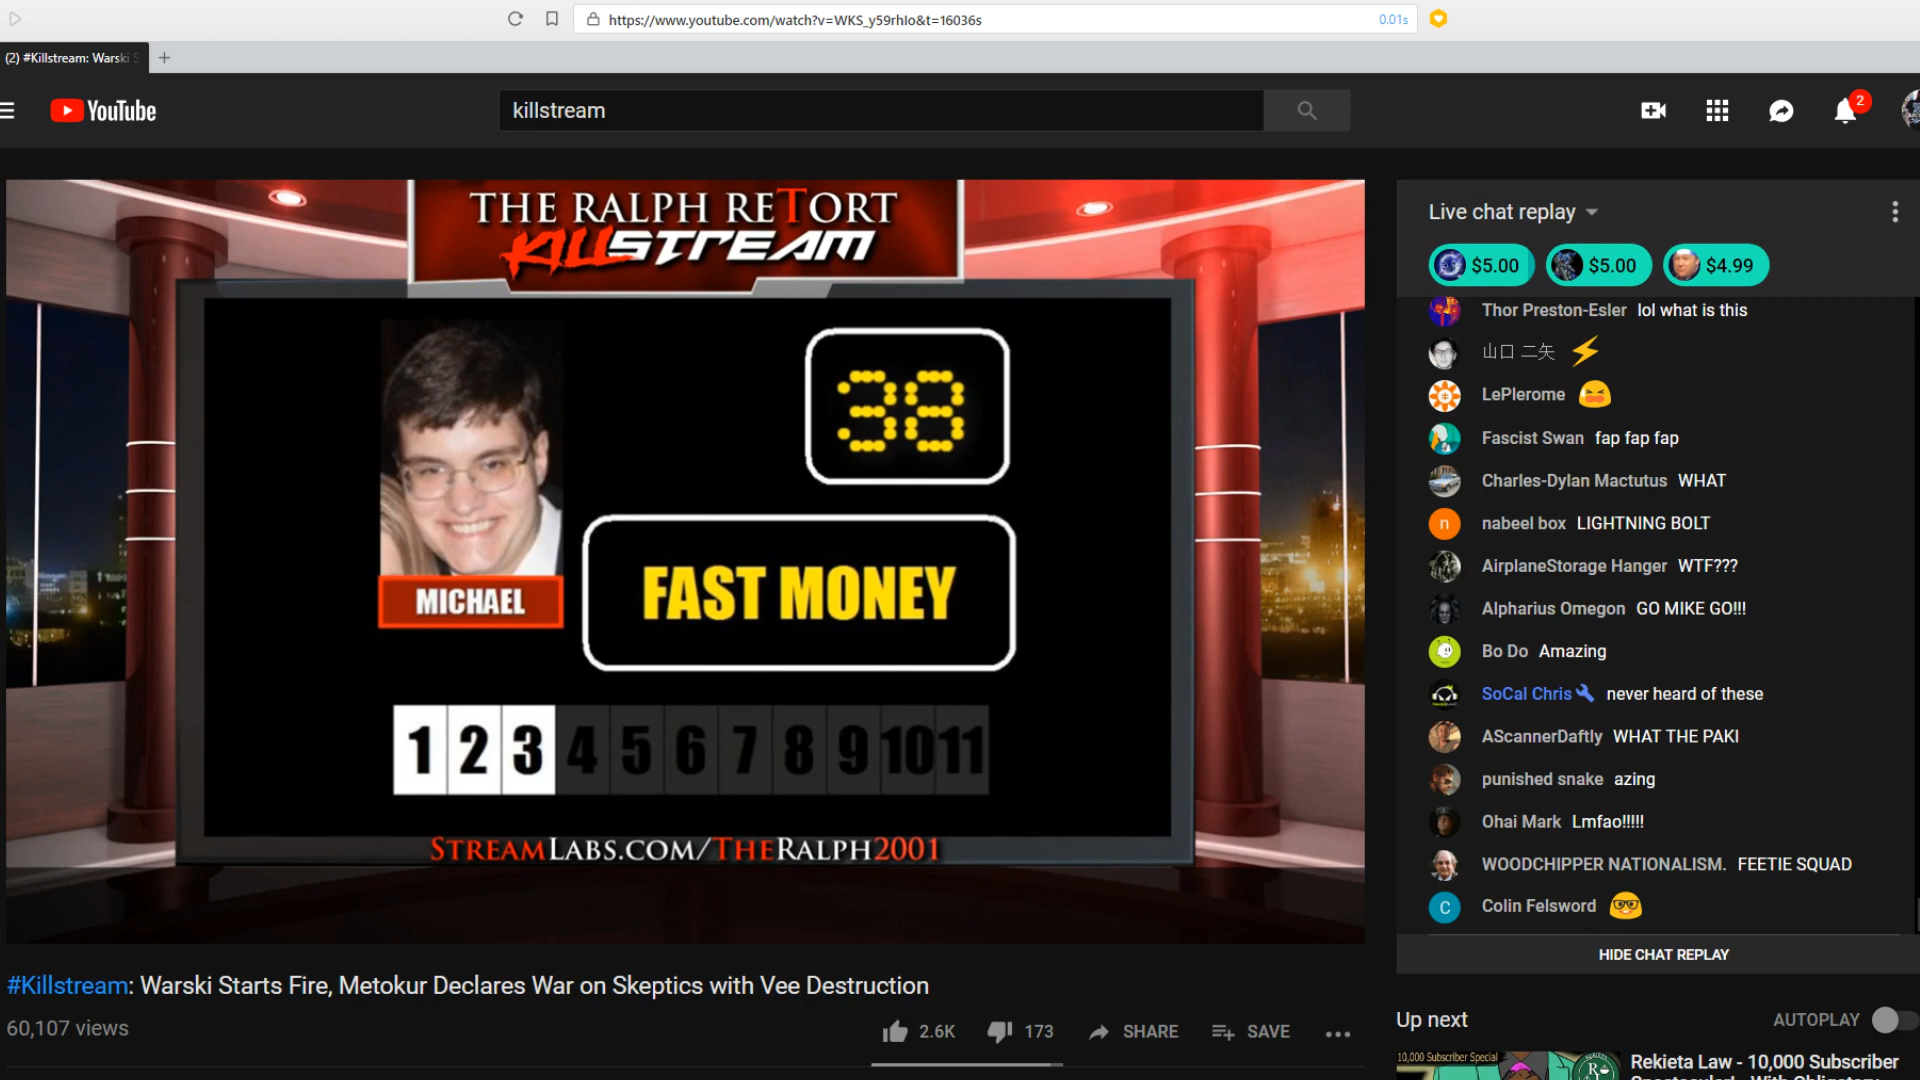 https://www.youtube.com/watch?v=WKS_y59rhIo&t=16036s
0.01s
(2) #Killstream: Warski S
YouTube
killstream
2
THE RALPH RETORT
KILLSTREAM
38
MICHAEL
FAST MONEY
1 2 3 4 5 6 7 8 9 10 11
STREAMLABS.COM/THERALPH2001
Live chat replay
$5.00 $5.00 $4.99
Thor Preston-Esler lol what is this
山口 二矢
LePlerome
Fascist Swan fap fap fap
Charles-Dylan Mactutus WHAT
n nabeel box LIGHTNING BOLT
AirplaneStorage Hanger WTF???
Alpharius Omegon GO MIKE GO!!!
Bo Do Amazing
SoCal Chris never heard of these
AScannerDaftly WHAT THE PAKI
punished snake azing
Ohai Mark Lmfao!!!!!
WOODCHIPPER NATIONALISM. FEETIE SQUAD
C Colin Felsword
HIDE CHAT REPLAY
#Killstream: Warski Starts Fire, Metokur Declares War on Skeptics with Vee Destruction
60,107 views
2.6K 173 SHARE SAVE
Up next
AUTOPLAY
10,000 Subscriber Special
Rekieta Law - 10,000 Subscriber